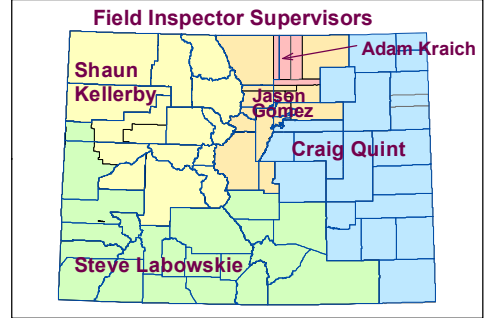 Field Inspector Supervisors
Adam Kraich
Shaun
Kellerby
Jason
Gomez
Craig Quint
Steve Labowskie